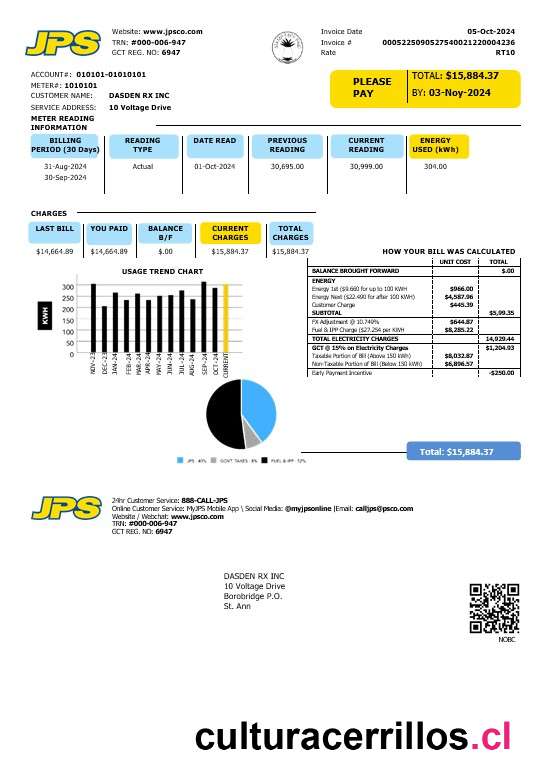 JPS
Website: www.jpsco.com
TRN: #000-006-947
GCT REG. NO: 6947
Invoice Date 05-Oct-2024
Invoice # 00052250905275400212200042​36
Rate RT10
ACCOUNT#: 010101-01010101
METER#: 1010101
CUSTOMER NAME: DASDEN RX INC
SERVICE ADDRESS: 10 Voltage Drive
PLEASE PAY
TOTAL: $15,884.37
BY: 03-Nov-2024
METER READING
INFORMATION
BILLING PERIOD (30 Days) READING TYPE DATE READ PREVIOUS READING CURRENT READING ENERGY USED (kWh)
31-Aug-2024 Actual 01-Oct-2024 30,695.00 30,999.00 304.00
30-Sep-2024
CHARGES
LAST BILL YOU PAID BALANCE B/F CURRENT CHARGES TOTAL CHARGES
$14,664.89 $14,664.89 $.00 $15,884.37 $15,884.37
HOW YOUR BILL WAS CALCULATED
UNIT COST TOTAL
BALANCE BROUGHT FORWARD $.00
ENERGY
Energy 1st ($9.660 for up to 100 KWH $966.00
Energy Next ($22.490 for after 100 KWH) $4,587.96
Customer Charge $445.39
SUBTOTAL $5,99.35
FX Adjustment @ 10.749% $644.87
Fuel & IPP Charge ($27.254 per KWH $8,285.22
TOTAL ELECTRICITY CHARGES 14,929.44
GCT @ 15% on Electricity Charges $1,204.93
Taxable Portion of Bill (Above 150 kWh) $8,032.87
Non-Taxable Portion of Bill (Below 150 kWh) $6,896.57
Early Payment Incentive -$250.00
USAGE TREND CHART
KWH
300
250
200
150
100
50
0
NOV-23 DEC-23 JAN-24 FEB-24 MAR-24 APR-24 MAY-24 JUN-24 JUL-24 AUG-24 SEP-24 OCT-24 CURRENT
JPS 40% GOVT TAXES 8% FUEL & IPP 52%
Total: $15,884.37
JPS
24hr Customer Service: 888-CALL-JPS
Online Customer Service: MyJPS Mobile App \ Social Media: @myjpsonline |Email: calljps@psco.com
Website / Webchat: www.jpsco.com
TRN: #000-006-947
GCT REG. NO: 6947
DASDEN RX INC
10 Voltage Drive
Borobridge P.O.
St. Ann
NOBC
culturacerrillos.cl